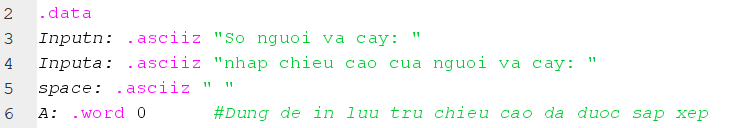 2 .data
3 Inputn: .asciiz "So nguoi va cay: "
4 Inputa: .asciiz "nhap chieu cao cua nguoi va cay: "
5 space: .asciiz " "
6 A: .word 0 #Dung de in luu tru chieu cao da duoc sap xep